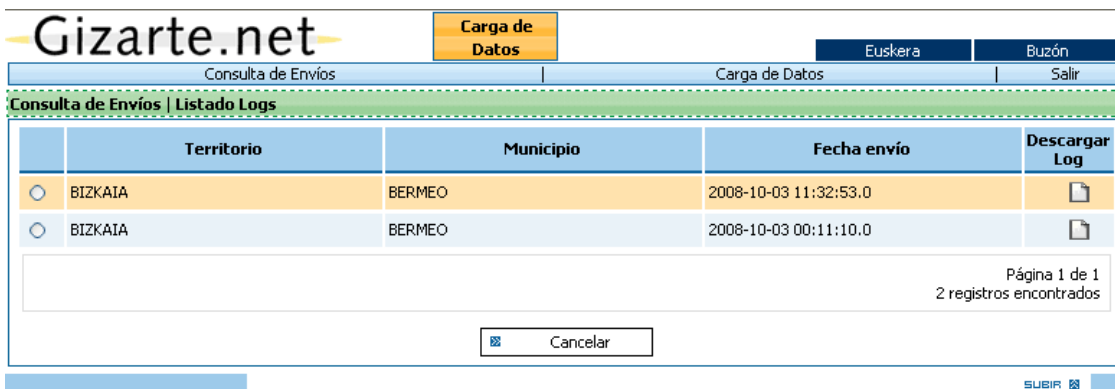 Gizarte.net
Carga de
Datos
Euskera
Buzón
Consulta de Envíos | Carga de Datos | Salir
Consulta de Envíos | Listado Logs
Territorio Municipio Fecha envío Descargar
Log
BIZKAIA BERMEO 2008-10-03 11:32:53.0
BIZKAIA BERMEO 2008-10-03 00:11:10.0
Página 1 de 1
2 registros encontrados
Cancelar
SUBIR